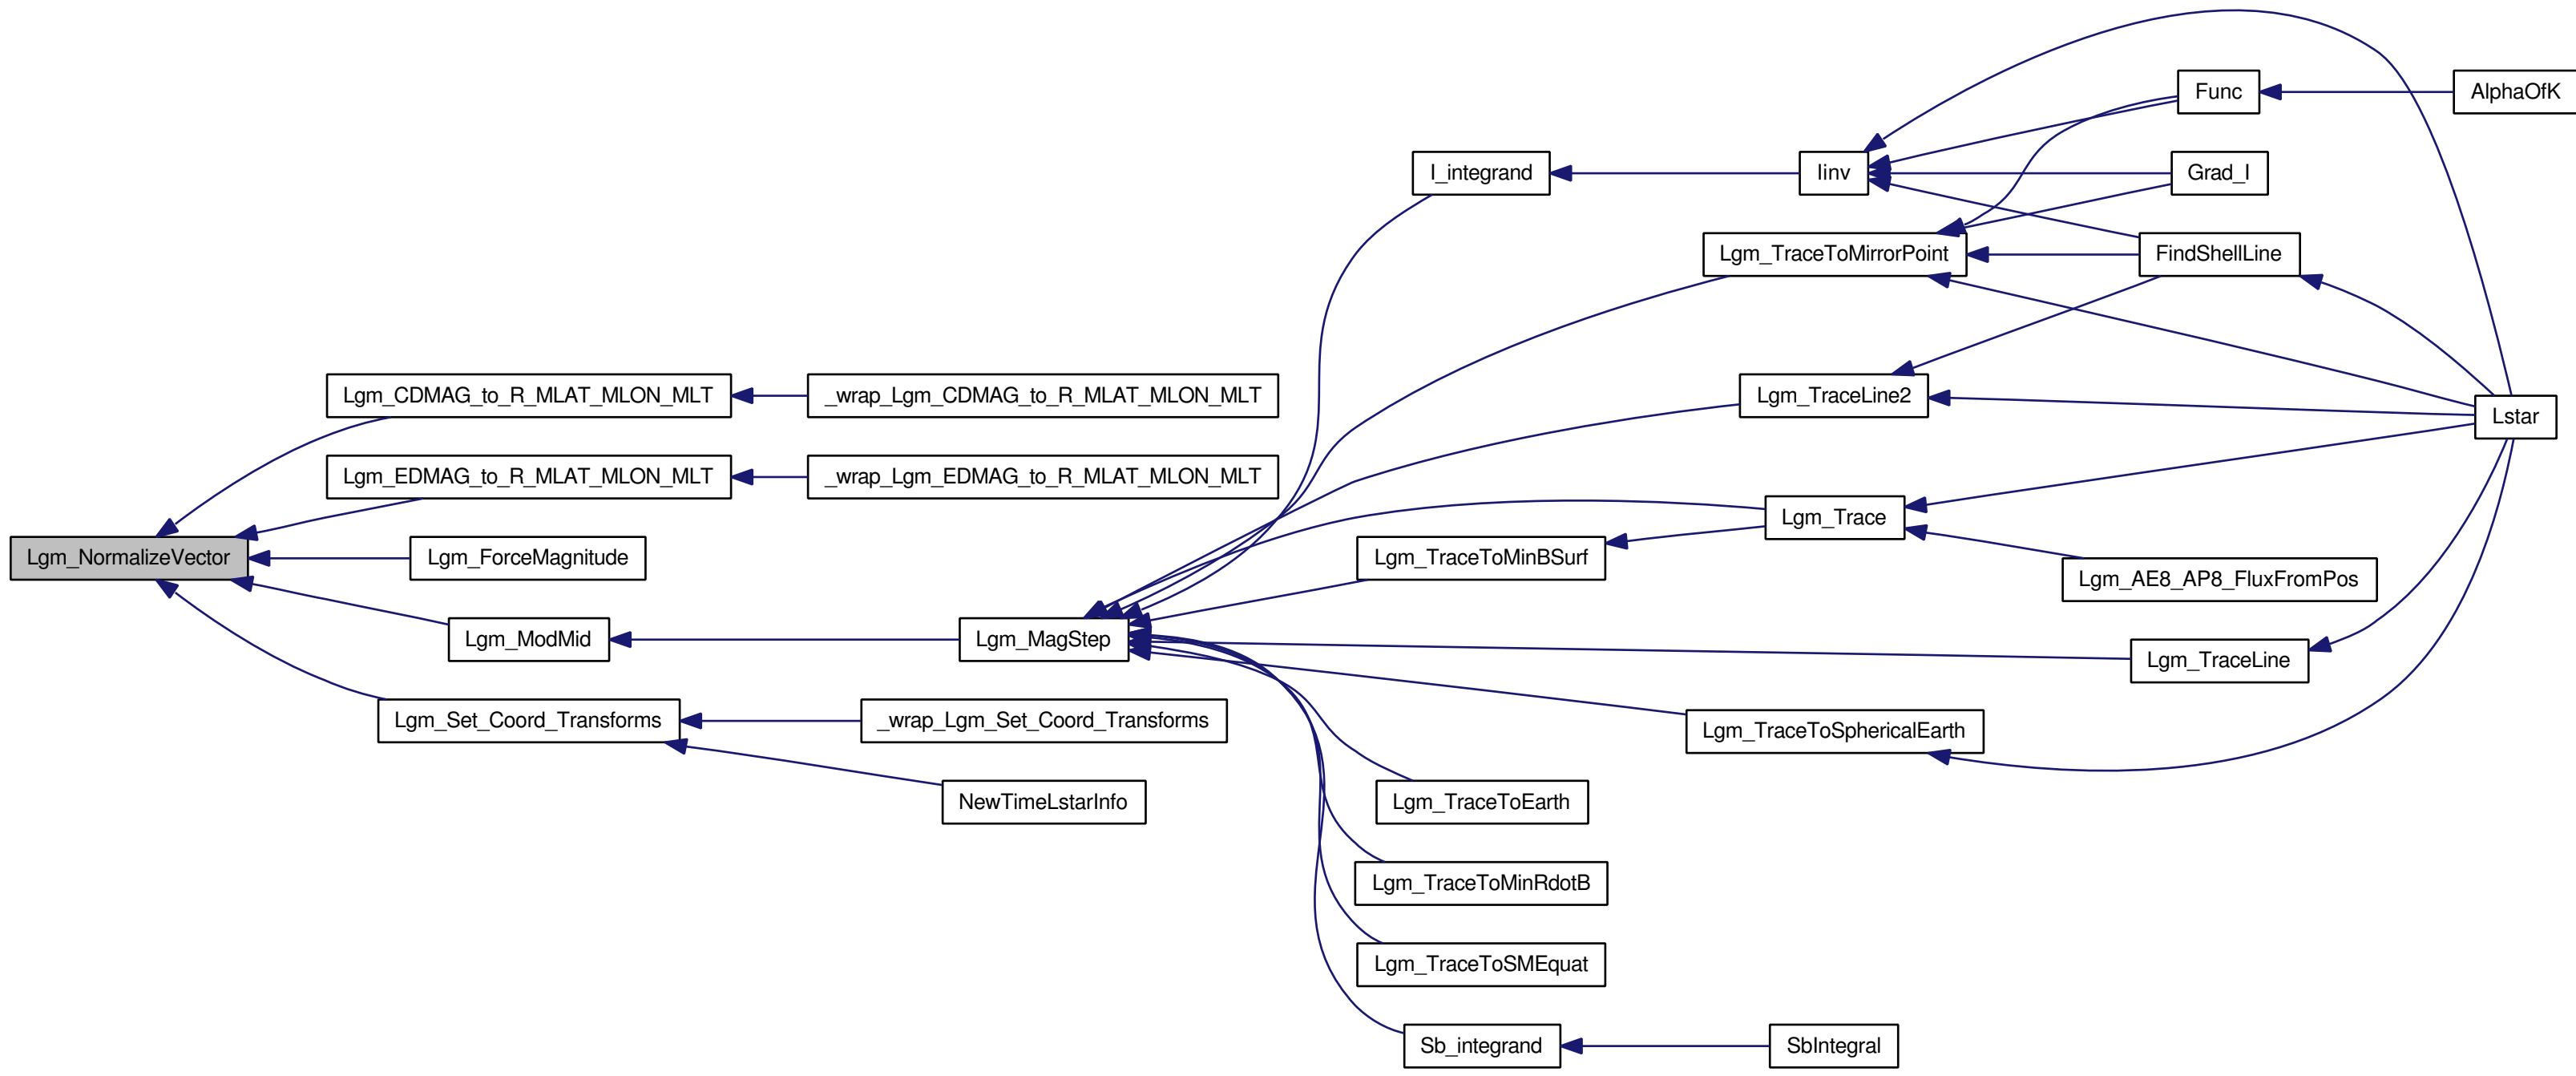 Func
AlphaOfK
I_integrand
Iinv
Grad_I
Lgm_TraceToMirrorPoint
FindShellLine
Lgm_CDMAG_to_R_MLAT_MLON_MLT
_wrap_Lgm_CDMAG_to_R_MLAT_MLON_MLT
Lgm_TraceLine2
Lstar
Lgm_EDMAG_to_R_MLAT_MLON_MLT
_wrap_Lgm_EDMAG_to_R_MLAT_MLON_MLT
Lgm_Trace
Lgm_NormalizeVector
Lgm_ForceMagnitude
Lgm_TraceToMinBSurf
Lgm_AE8_AP8_FluxFromPos
Lgm_ModMid
Lgm_MagStep
Lgm_TraceLine
Lgm_Set_Coord_Transforms
_wrap_Lgm_Set_Coord_Transforms
Lgm_TraceToSphericalEarth
NewTimeLstarInfo
Lgm_TraceToEarth
Lgm_TraceToMinRdotB
Lgm_TraceToSMEquat
Sb_integrand
SbIntegral